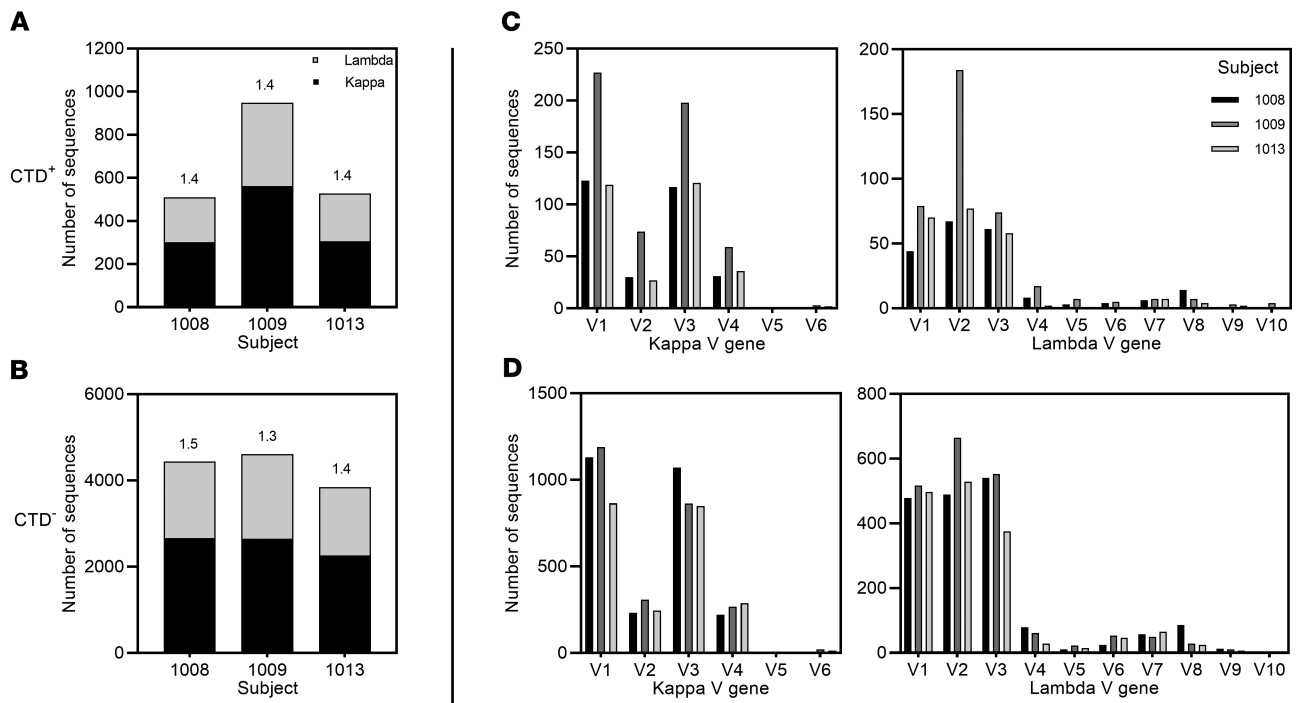 A
CTD+
Number of sequences
1200
1000
800
600
400
200
0
1.4
1.4
1.4
Lambda
Kappa
1008 1009 1013
Subject
B
CTD-
Number of sequences
6000
4000
2000
0
1.5
1.3
1.4
1008 1009 1013
Subject
C
Number of sequences
250
200
150
100
50
0
V1 V2 V3 V4 V5 V6
Kappa V gene
200
150
100
50
0
Subject
1008
1009
1013
V1 V2 V3 V4 V5 V6 V7 V8 V9 V10
Lambda V gene
D
Number of sequences
1500
1000
500
0
V1 V2 V3 V4 V5 V6
Kappa V gene
800
600
400
200
0
V1 V2 V3 V4 V5 V6 V7 V8 V9 V10
Lambda V gene